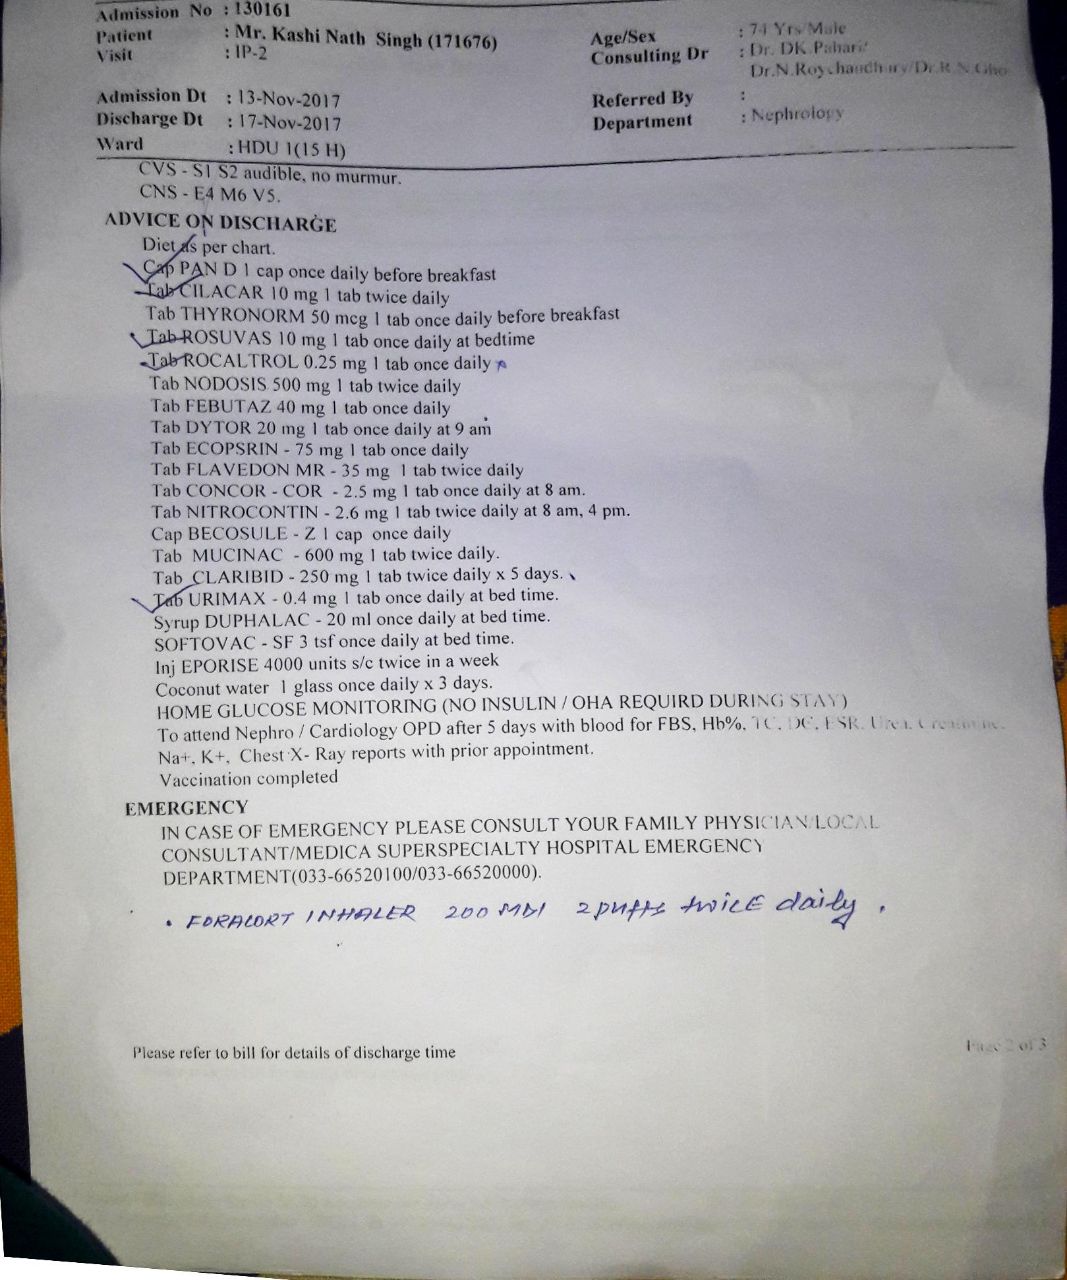 Admission No : 130161
Patient : Mr. Kashi Nath Singh (171676) Age/Sex : 74 Yrs/Male
Visit : IP-2 Consulting Dr : Dr. DK Pahari/
Dr.N.Roychaudhury/Dr.R.N.Gho
Admission Dt : 13-Nov-2017 Referred By :
Discharge Dt : 17-Nov-2017 Department : Nephrology
Ward : HDU 1(15 H)
CVS - S1 S2 audible, no murmur.
CNS - E4 M6 V5.
ADVICE ON DISCHARGE
Diet as per chart.
Cap PAN D 1 cap once daily before breakfast
Tab CILACAR 10 mg 1 tab twice daily
Tab THYRONORM 50 mcg 1 tab once daily before breakfast
Tab ROSUVAS 10 mg 1 tab once daily at bedtime
Tab ROCALTROL 0.25 mg 1 tab once daily
Tab NODOSIS 500 mg 1 tab twice daily
Tab FEBUTAZ 40 mg 1 tab once daily
Tab DYTOR 20 mg 1 tab once daily at 9 am
Tab ECOPSRIN - 75 mg 1 tab once daily
Tab FLAVEDON MR - 35 mg 1 tab twice daily
Tab CONCOR - COR - 2.5 mg 1 tab once daily at 8 am.
Tab NITROCONTIN - 2.6 mg 1 tab twice daily at 8 am, 4 pm.
Cap BECOSULE - Z 1 cap once daily
Tab MUCINAC - 600 mg 1 tab twice daily.
Tab CLARIBID - 250 mg 1 tab twice daily x 5 days.
Tab URIMAX - 0.4 mg 1 tab once daily at bed time.
Syrup DUPHALAC - 20 ml once daily at bed time.
SOFTOVAC - SF 3 tsf once daily at bed time.
Inj EPORISE 4000 units s/c twice in a week
Coconut water 1 glass once daily x 3 days.
HOME GLUCOSE MONITORING (NO INSULIN / OHA REQUIRD DURING STAY)
To attend Nephro / Cardiology OPD after 5 days with blood for FBS, Hb%, TC, DC, ESR, Urea, Creatinine,
Na+, K+, Chest X- Ray reports with prior appointment.
Vaccination completed
EMERGENCY
IN CASE OF EMERGENCY PLEASE CONSULT YOUR FAMILY PHYSICIAN/LOCAL
CONSULTANT/MEDICA SUPERSPECIALTY HOSPITAL EMERGENCY
DEPARTMENT(033-66520100/033-66520000).
• FORACORT INHALER 200 MDI 2 puffs twice daily.
Please refer to bill for details of discharge time
Page 2 of 3